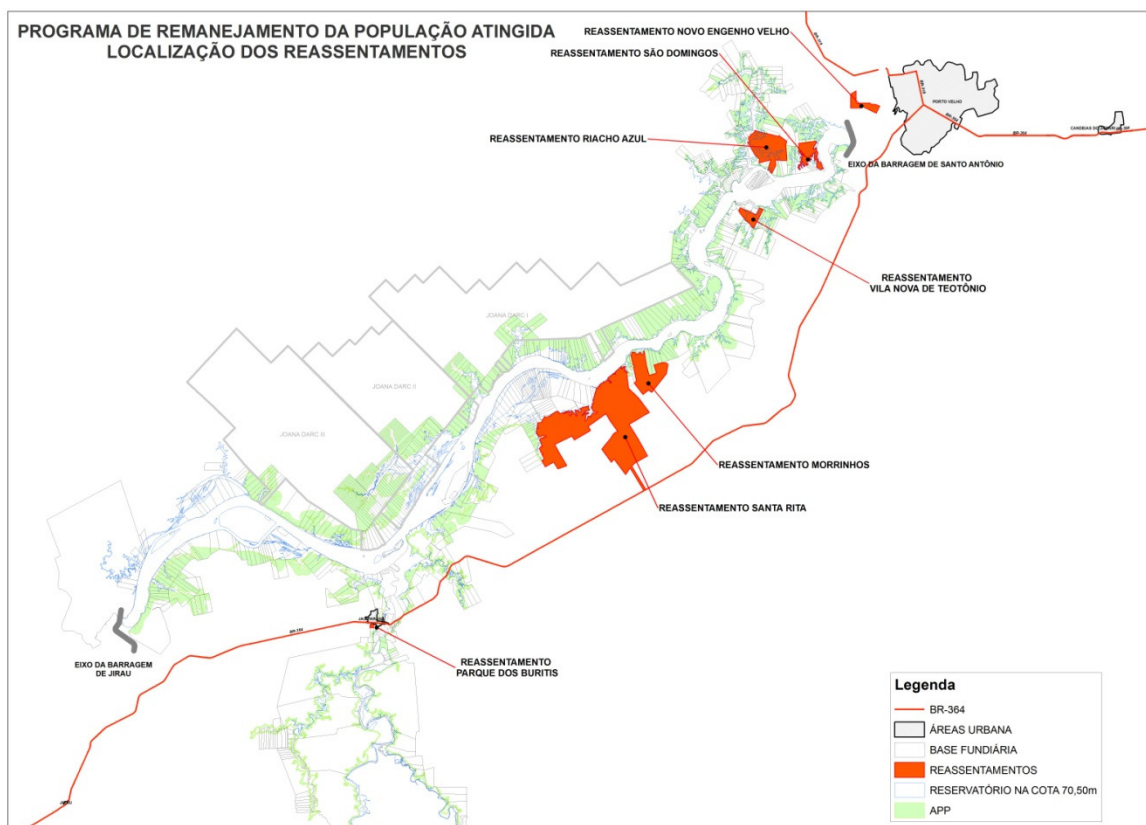 PROGRAMA DE REMANEJAMENTO DA POPULAÇÃO ATINGIDA
LOCALIZAÇÃO DOS REASSENTAMENTOS
REASSENTAMENTO NOVO ENGENHO VELHO
REASSENTAMENTO SÃO DOMINGOS
REASSENTAMENTO RIACHO AZUL
PORTO VELHO
BR-364
EIXO DA BARRAGEM DE SANTO ANTÔNIO
REASSENTAMENTO
VILA NOVA DE TEOTÔNIO
JOANA DARC I
JOANA DARC II
JOANA DARC III
REASSENTAMENTO MORRINHOS
REASSENTAMENTO SANTA RITA
BR-364
EIXO DA BARRAGEM
DE JIRAU
REASSENTAMENTO
PARQUE DOS BURITIS
JIRAU
Legenda
BR-364
ÁREAS URBANA
BASE FUNDIÁRIA
REASSENTAMENTOS
RESERVATÓRIO NA COTA 70,50m
APP